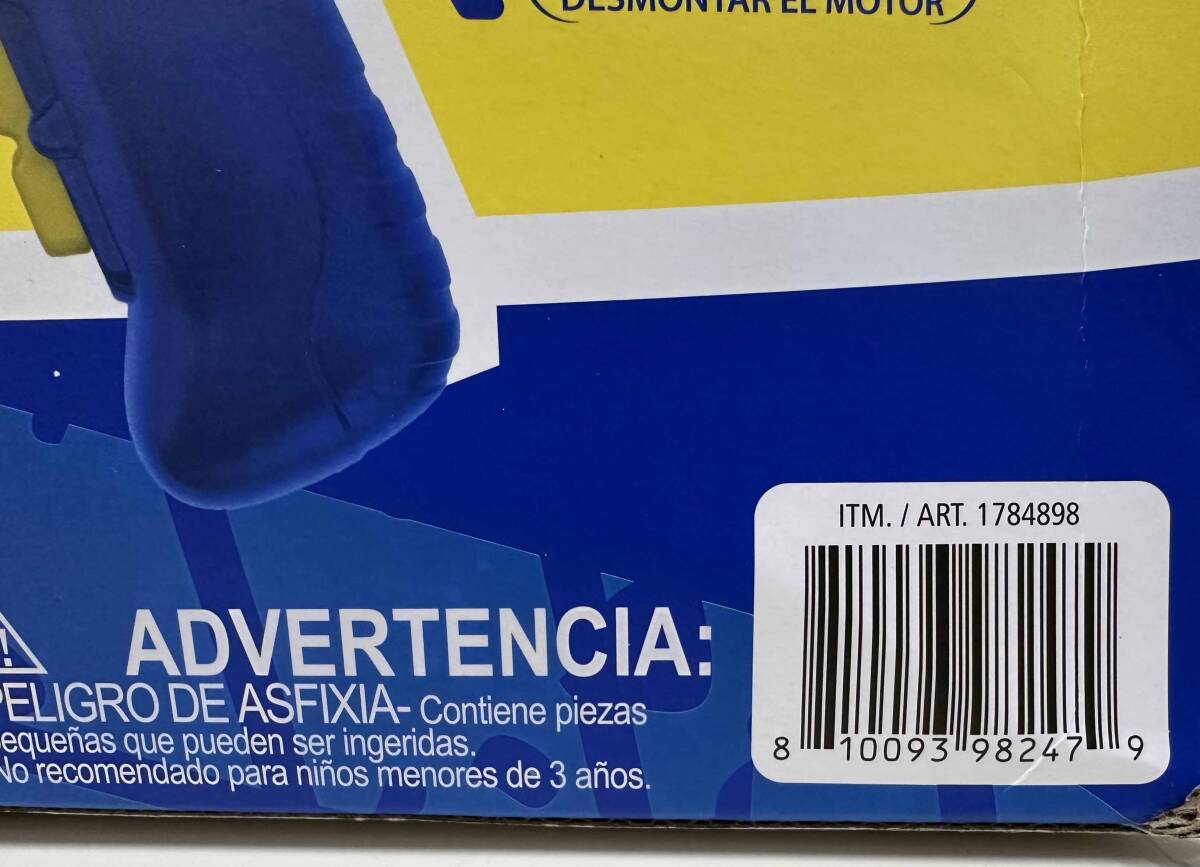 DESMONTAR EL MOTOR
ITM. / ART. 1784898
8 10093 98247 9
ADVERTENCIA:
PELIGRO DE ASFIXIA- Contiene piezas
pequeñas que pueden ser ingeridas.
No recomendado para niños menores de 3 años.